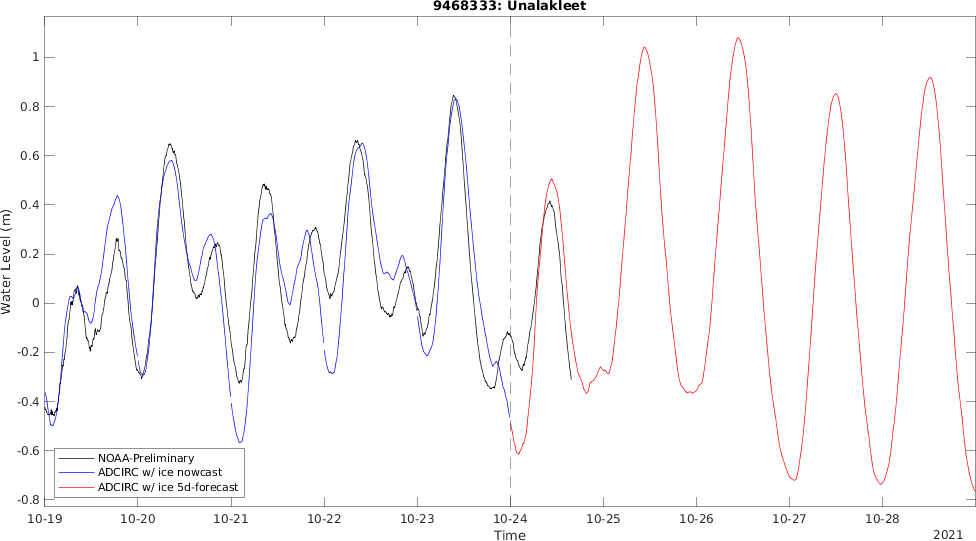 9468333: Unalakleet
Water Level (m)
1
0.8
0.6
0.4
0.2
0
-0.2
-0.4
-0.6
-0.8
NOAA-Preliminary
ADCIRC w/ ice nowcast
ADCIRC w/ ice 5d-forecast
10-19 10-20 10-21 10-22 10-23 10-24 10-25 10-26 10-27 10-28
Time
2021